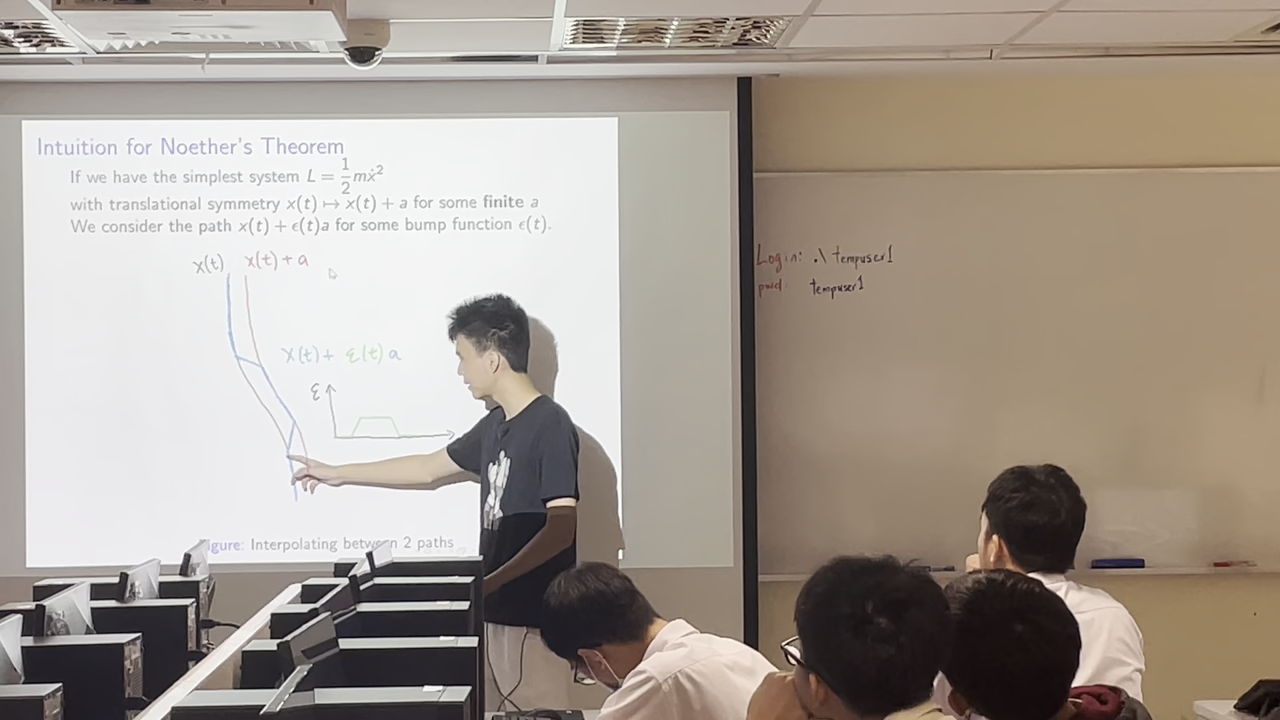 Intuition for Noether's Theorem
If we have the simplest system L = 1/2 mẋ²
with translational symmetry x(t) ↦ x(t) + a for some finite a
We consider the path x(t) + ϵ(t)a for some bump function ϵ(t).
x(t) x(t) + a
x(t) + ε(t) a
ε
Figure: Interpolating between 2 paths
Login: .\tempuser1
pwd: tempuser1